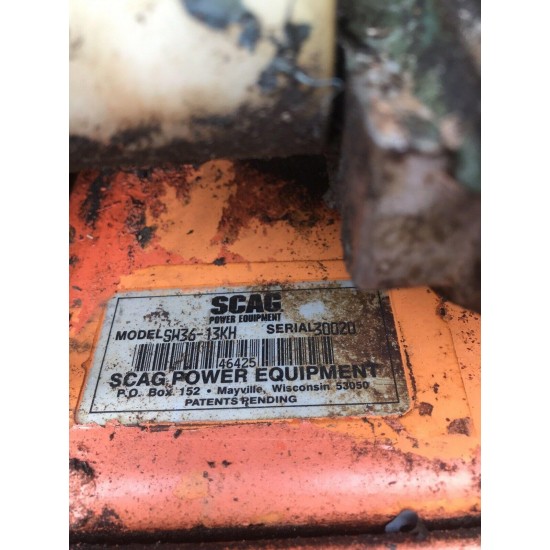 SCAG
POWER EQUIPMENT
MODEL SW36-13KH SERIAL 30020
46425
SCAG POWER EQUIPMENT
P.O. Box 152 • Mayville, Wisconsin 53050
PATENTS PENDING